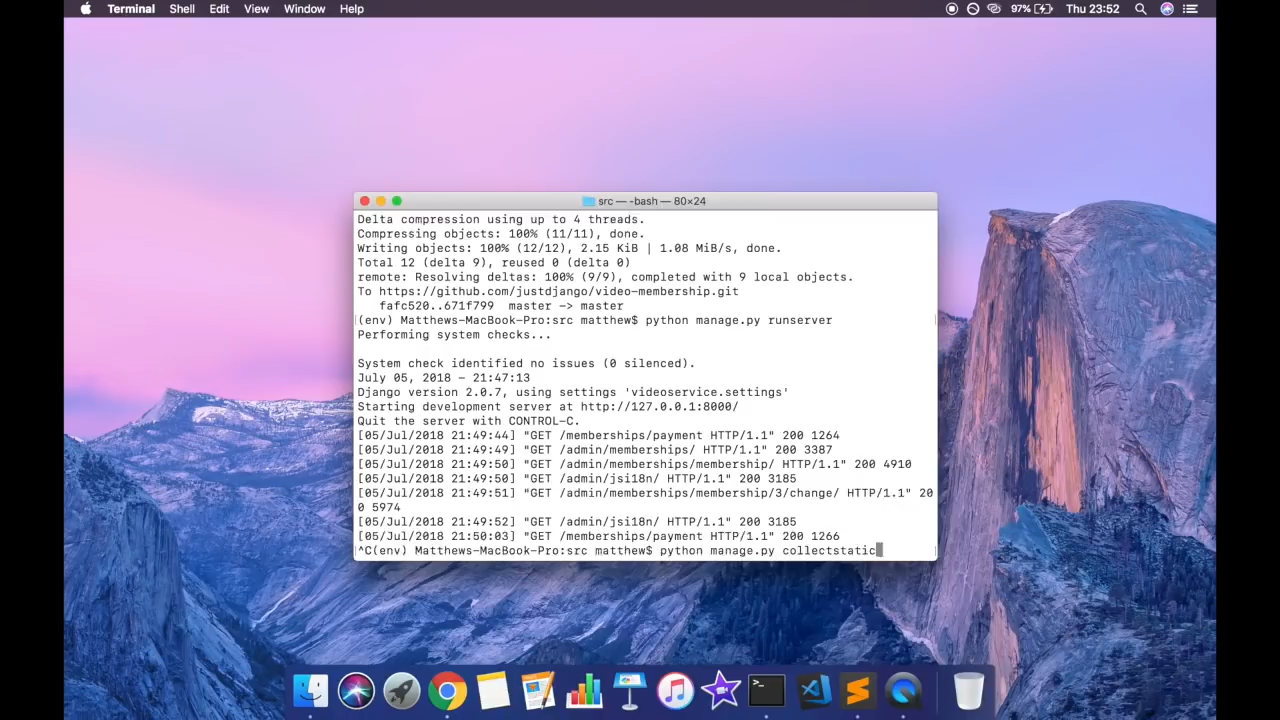 Terminal Shell Edit View Window Help 97% Thu 23:52
src — -bash — 80×24
Delta compression using up to 4 threads.
Compressing objects: 100% (11/11), done.
Writing objects: 100% (12/12), 2.15 KiB | 1.08 MiB/s, done.
Total 12 (delta 9), reused 0 (delta 0)
remote: Resolving deltas: 100% (9/9), completed with 9 local objects.
To https://github.com/justdjango/video-membership.git
fafc520..671f799  master -> master
(env) Matthews-MacBook-Pro:src matthew$ python manage.py runserver
Performing system checks...
System check identified no issues (0 silenced).
July 05, 2018 - 21:47:13
Django version 2.0.7, using settings 'videoservice.settings'
Starting development server at http://127.0.0.1:8000/
Quit the server with CONTROL-C.
[05/Jul/2018 21:49:44] "GET /memberships/payment HTTP/1.1" 200 1264
[05/Jul/2018 21:49:49] "GET /admin/memberships/ HTTP/1.1" 200 3387
[05/Jul/2018 21:49:50] "GET /admin/memberships/membership/ HTTP/1.1" 200 4910
[05/Jul/2018 21:49:50] "GET /admin/jsi18n/ HTTP/1.1" 200 3185
[05/Jul/2018 21:49:51] "GET /admin/memberships/membership/3/change/ HTTP/1.1" 20
0 5974
[05/Jul/2018 21:49:52] "GET /admin/jsi18n/ HTTP/1.1" 200 3185
[05/Jul/2018 21:50:03] "GET /memberships/payment HTTP/1.1" 200 1266
^C(env) Matthews-MacBook-Pro:src matthew$ python manage.py collectstatic